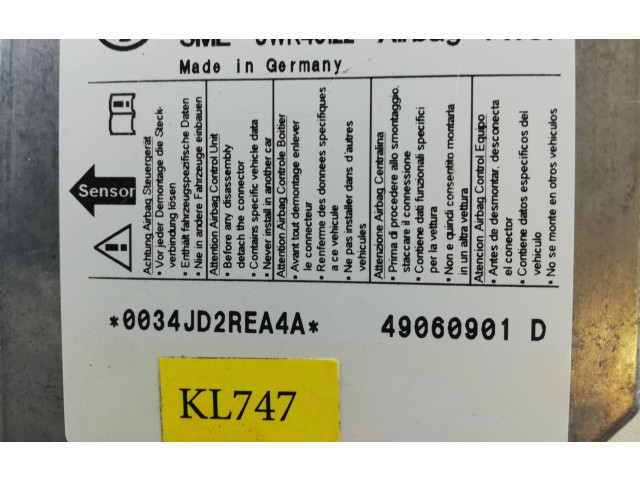 Made in Germany
Sensor
Achtung Airbag Steuergerät
• Vor jeder Demontage die Steck-
verbindung lösen
• Enthält fahrzeugspezifische Daten
• Nie in andere Fahrzeuge einbauen
Attention Airbag Control Unit
• Before any disassembly
detach the connector
• Contains specific vehicle data
• Never install in another car
Attention Airbag Controle Boitier
• Avant tout demontage enlever
le connecteur
• Renferme des donnees specifiques
a ce vehicule
• Ne pas installer dans d'autres
vehicules
Attenzione Airbag Centralina
• Prima di procedere allo smontaggio,
staccare il connessione
• Contiene dati funzionali specifici
per la vettura
• Non e quindi consentito montarla
in un altra vettura
Atencion Airbag Control Equipo
• Antes de desmontar, desconecta
el conector
• Contiene datos especificos del
vehiculo
• No se monte en otros vehiculos
*0034JD2REA4A* 49060901 D
KL747